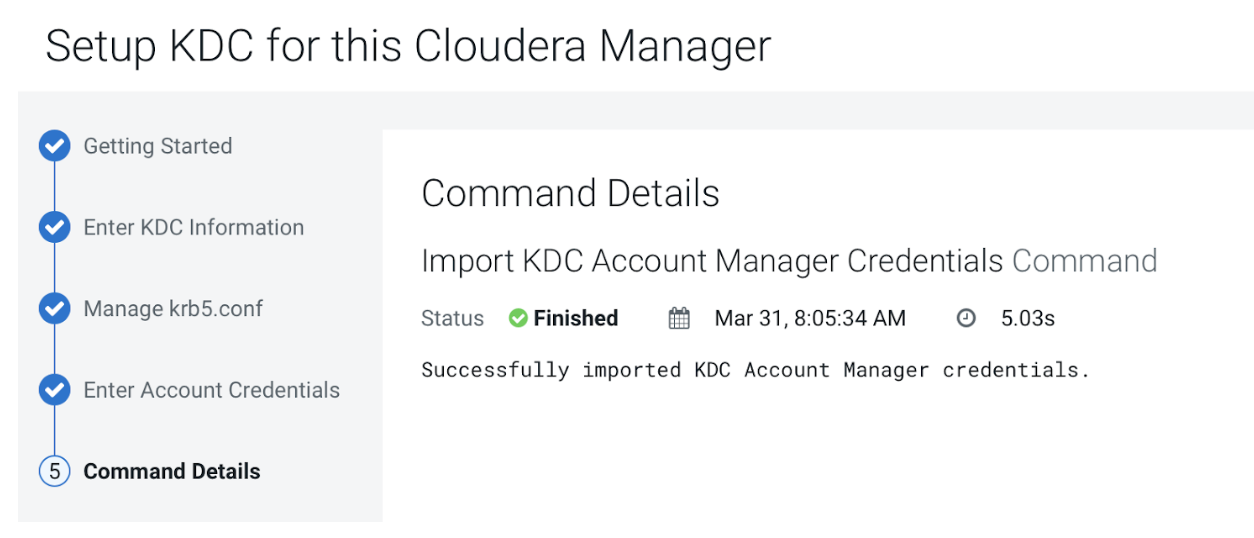 Setup KDC for this Cloudera Manager
Getting Started
Enter KDC Information
Manage krb5.conf
Enter Account Credentials
5 Command Details
Command Details
Import KDC Account Manager Credentials Command
Status Finished Mar 31, 8:05:34 AM 5.03s
Successfully imported KDC Account Manager credentials.